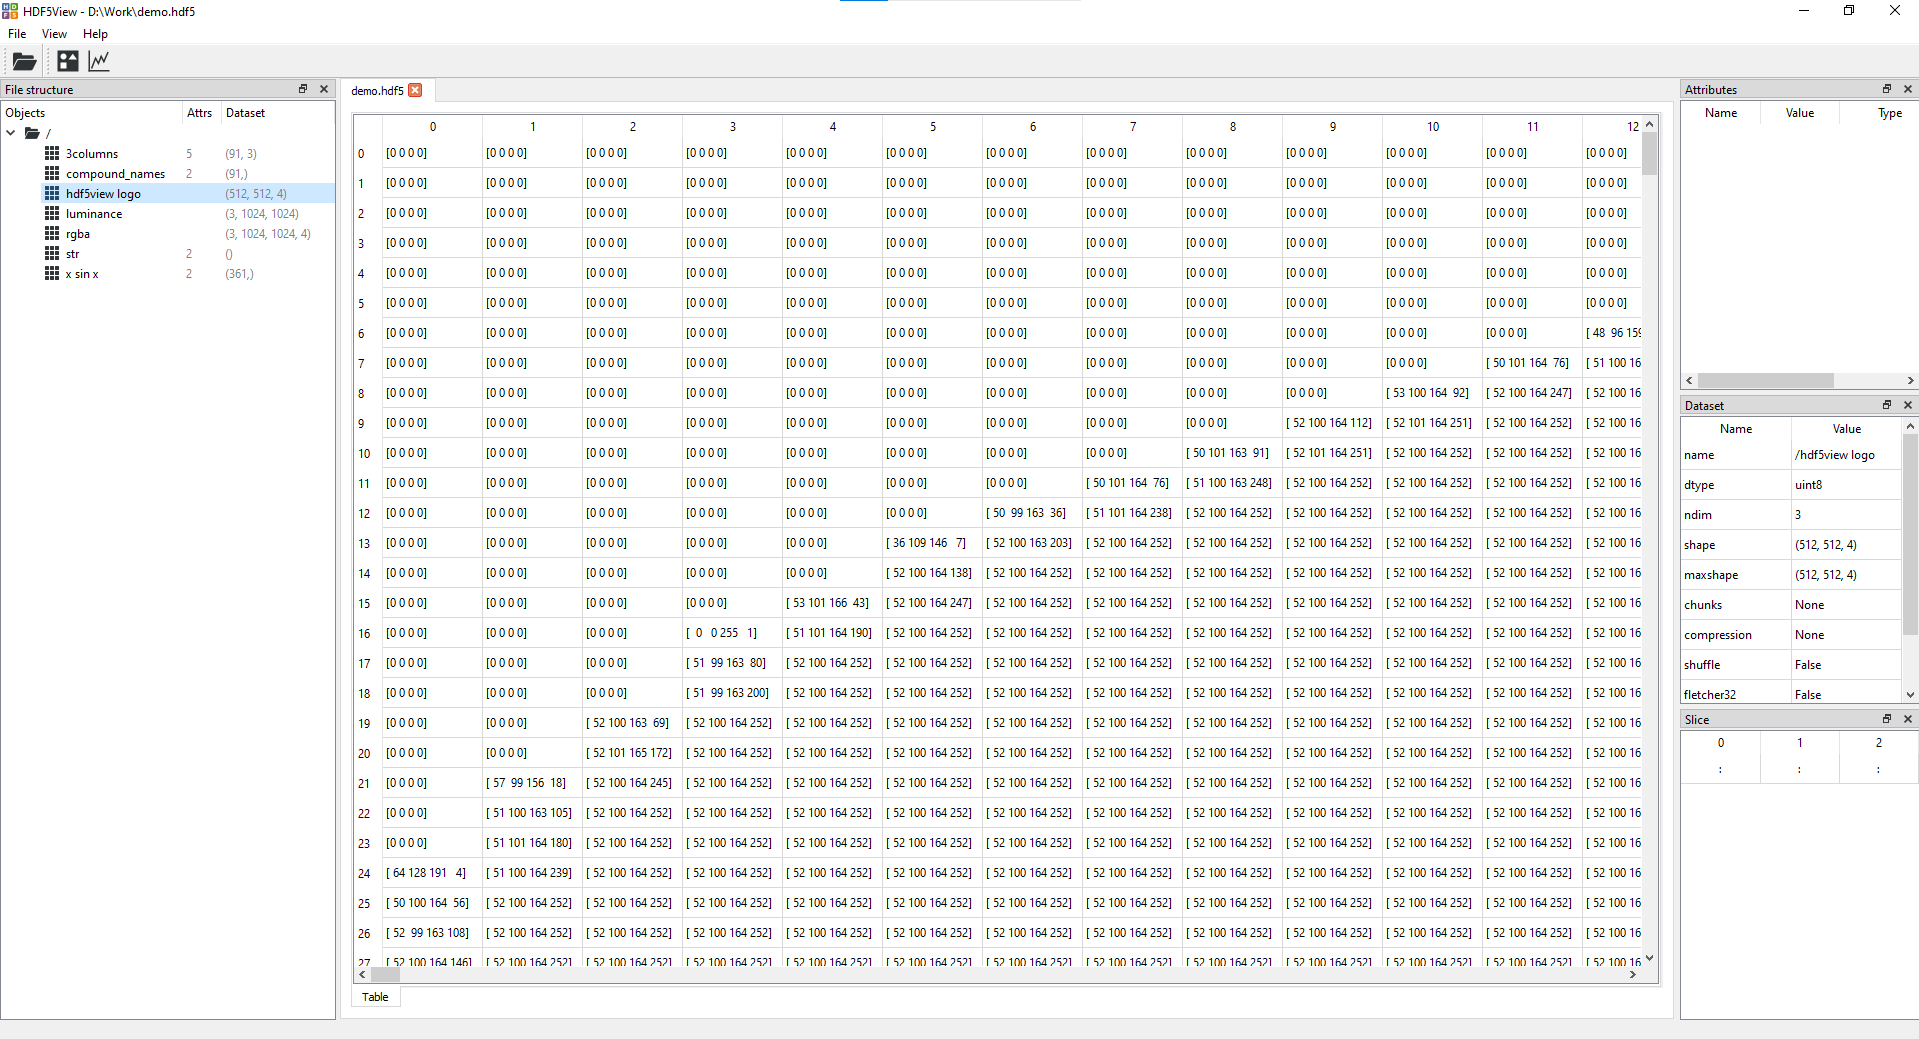 HDF5View - D:\Work\demo.hdf5
File View Help
File structure
Objects Attrs Dataset
/
3columns 5 (91, 3)
compound_names 2 (91,)
hdf5view logo (512, 512, 4)
luminance (3, 1024, 1024)
rgba (3, 1024, 1024, 4)
str 2 ()
x sin x 2 (361,)
demo.hdf5
0 1 2 3 4 5 6 7 8 9 10 11 12
0 [0 0 0 0] [0 0 0 0] [0 0 0 0] [0 0 0 0] [0 0 0 0] [0 0 0 0] [0 0 0 0] [0 0 0 0] [0 0 0 0] [0 0 0 0] [0 0 0 0] [0 0 0 0] [0 0 0 0]
1 [0 0 0 0] [0 0 0 0] [0 0 0 0] [0 0 0 0] [0 0 0 0] [0 0 0 0] [0 0 0 0] [0 0 0 0] [0 0 0 0] [0 0 0 0] [0 0 0 0] [0 0 0 0] [0 0 0 0]
2 [0 0 0 0] [0 0 0 0] [0 0 0 0] [0 0 0 0] [0 0 0 0] [0 0 0 0] [0 0 0 0] [0 0 0 0] [0 0 0 0] [0 0 0 0] [0 0 0 0] [0 0 0 0] [0 0 0 0]
3 [0 0 0 0] [0 0 0 0] [0 0 0 0] [0 0 0 0] [0 0 0 0] [0 0 0 0] [0 0 0 0] [0 0 0 0] [0 0 0 0] [0 0 0 0] [0 0 0 0] [0 0 0 0] [0 0 0 0]
4 [0 0 0 0] [0 0 0 0] [0 0 0 0] [0 0 0 0] [0 0 0 0] [0 0 0 0] [0 0 0 0] [0 0 0 0] [0 0 0 0] [0 0 0 0] [0 0 0 0] [0 0 0 0] [0 0 0 0]
5 [0 0 0 0] [0 0 0 0] [0 0 0 0] [0 0 0 0] [0 0 0 0] [0 0 0 0] [0 0 0 0] [0 0 0 0] [0 0 0 0] [0 0 0 0] [0 0 0 0] [0 0 0 0] [0 0 0 0]
6 [0 0 0 0] [0 0 0 0] [0 0 0 0] [0 0 0 0] [0 0 0 0] [0 0 0 0] [0 0 0 0] [0 0 0 0] [0 0 0 0] [0 0 0 0] [0 0 0 0] [0 0 0 0] [ 48 96 159
7 [0 0 0 0] [0 0 0 0] [0 0 0 0] [0 0 0 0] [0 0 0 0] [0 0 0 0] [0 0 0 0] [0 0 0 0] [0 0 0 0] [0 0 0 0] [0 0 0 0] [ 50 101 164 76] [ 51 100 16
8 [0 0 0 0] [0 0 0 0] [0 0 0 0] [0 0 0 0] [0 0 0 0] [0 0 0 0] [0 0 0 0] [0 0 0 0] [0 0 0 0] [0 0 0 0] [ 53 100 164 92] [ 52 100 164 247] [ 52 100 16
9 [0 0 0 0] [0 0 0 0] [0 0 0 0] [0 0 0 0] [0 0 0 0] [0 0 0 0] [0 0 0 0] [0 0 0 0] [0 0 0 0] [ 52 100 164 112] [ 52 101 164 251] [ 52 100 164 252] [ 52 100 16
10 [0 0 0 0] [0 0 0 0] [0 0 0 0] [0 0 0 0] [0 0 0 0] [0 0 0 0] [0 0 0 0] [0 0 0 0] [ 50 101 163 91] [ 52 101 164 251] [ 52 100 164 252] [ 52 100 164 252] [ 52 100 16
11 [0 0 0 0] [0 0 0 0] [0 0 0 0] [0 0 0 0] [0 0 0 0] [0 0 0 0] [0 0 0 0] [ 50 101 164 76] [ 51 100 163 248] [ 52 100 164 252] [ 52 100 164 252] [ 52 100 164 252] [ 52 100 16
12 [0 0 0 0] [0 0 0 0] [0 0 0 0] [0 0 0 0] [0 0 0 0] [0 0 0 0] [ 50 99 163 36] [ 51 101 164 238] [ 52 100 164 252] [ 52 100 164 252] [ 52 100 164 252] [ 52 100 164 252] [ 52 100 16
13 [0 0 0 0] [0 0 0 0] [0 0 0 0] [0 0 0 0] [0 0 0 0] [ 36 109 146 7] [ 52 100 163 203] [ 52 100 164 252] [ 52 100 164 252] [ 52 100 164 252] [ 52 100 164 252] [ 52 100 164 252] [ 52 100 16
14 [0 0 0 0] [0 0 0 0] [0 0 0 0] [0 0 0 0] [0 0 0 0] [ 52 100 164 138] [ 52 100 164 252] [ 52 100 164 252] [ 52 100 164 252] [ 52 100 164 252] [ 52 100 164 252] [ 52 100 164 252] [ 52 100 16
15 [0 0 0 0] [0 0 0 0] [0 0 0 0] [0 0 0 0] [ 53 101 166 43] [ 52 100 164 247] [ 52 100 164 252] [ 52 100 164 252] [ 52 100 164 252] [ 52 100 164 252] [ 52 100 164 252] [ 52 100 164 252] [ 52 100 16
16 [0 0 0 0] [0 0 0 0] [0 0 0 0] [ 0 0 255 1] [ 51 101 164 190] [ 52 100 164 252] [ 52 100 164 252] [ 52 100 164 252] [ 52 100 164 252] [ 52 100 164 252] [ 52 100 164 252] [ 52 100 164 252] [ 52 100 16
17 [0 0 0 0] [0 0 0 0] [0 0 0 0] [ 51 99 163 80] [ 52 100 164 252] [ 52 100 164 252] [ 52 100 164 252] [ 52 100 164 252] [ 52 100 164 252] [ 52 100 164 252] [ 52 100 164 252] [ 52 100 164 252] [ 52 100 16
18 [0 0 0 0] [0 0 0 0] [0 0 0 0] [ 51 99 163 200] [ 52 100 164 252] [ 52 100 164 252] [ 52 100 164 252] [ 52 100 164 252] [ 52 100 164 252] [ 52 100 164 252] [ 52 100 164 252] [ 52 100 164 252] [ 52 100 16
19 [0 0 0 0] [0 0 0 0] [ 52 100 163 69] [ 52 100 164 252] [ 52 100 164 252] [ 52 100 164 252] [ 52 100 164 252] [ 52 100 164 252] [ 52 100 164 252] [ 52 100 164 252] [ 52 100 164 252] [ 52 100 164 252] [ 52 100 16
20 [0 0 0 0] [0 0 0 0] [ 52 101 165 172] [ 52 100 164 252] [ 52 100 164 252] [ 52 100 164 252] [ 52 100 164 252] [ 52 100 164 252] [ 52 100 164 252] [ 52 100 164 252] [ 52 100 164 252] [ 52 100 164 252] [ 52 100 16
21 [0 0 0 0] [ 57 99 156 18] [ 52 100 164 245] [ 52 100 164 252] [ 52 100 164 252] [ 52 100 164 252] [ 52 100 164 252] [ 52 100 164 252] [ 52 100 164 252] [ 52 100 164 252] [ 52 100 164 252] [ 52 100 164 252] [ 52 100 16
22 [0 0 0 0] [ 51 100 163 105] [ 52 100 164 252] [ 52 100 164 252] [ 52 100 164 252] [ 52 100 164 252] [ 52 100 164 252] [ 52 100 164 252] [ 52 100 164 252] [ 52 100 164 252] [ 52 100 164 252] [ 52 100 164 252] [ 52 100 16
23 [0 0 0 0] [ 51 101 164 180] [ 52 100 164 252] [ 52 100 164 252] [ 52 100 164 252] [ 52 100 164 252] [ 52 100 164 252] [ 52 100 164 252] [ 52 100 164 252] [ 52 100 164 252] [ 52 100 164 252] [ 52 100 164 252] [ 52 100 16
24 [ 64 128 191 4] [ 51 100 164 239] [ 52 100 164 252] [ 52 100 164 252] [ 52 100 164 252] [ 52 100 164 252] [ 52 100 164 252] [ 52 100 164 252] [ 52 100 164 252] [ 52 100 164 252] [ 52 100 164 252] [ 52 100 164 252] [ 52 100 16
25 [ 50 100 164 56] [ 52 100 164 252] [ 52 100 164 252] [ 52 100 164 252] [ 52 100 164 252] [ 52 100 164 252] [ 52 100 164 252] [ 52 100 164 252] [ 52 100 164 252] [ 52 100 164 252] [ 52 100 164 252] [ 52 100 164 252] [ 52 100 16
26 [ 52 99 163 108] [ 52 100 164 252] [ 52 100 164 252] [ 52 100 164 252] [ 52 100 164 252] [ 52 100 164 252] [ 52 100 164 252] [ 52 100 164 252] [ 52 100 164 252] [ 52 100 164 252] [ 52 100 164 252] [ 52 100 164 252] [ 52 100 16
27 [ 52 100 164 146] [ 52 100 164 252] [ 52 100 164 252] [ 52 100 164 252] [ 52 100 164 252] [ 52 100 164 252] [ 52 100 164 252] [ 52 100 164 252] [ 52 100 164 252] [ 52 100 164 252] [ 52 100 164 252] [ 52 100 164 252] [ 52 100 16
Table
Attributes
Name Value Type
Dataset
Name Value
name /hdf5view logo
dtype uint8
ndim 3
shape (512, 512, 4)
maxshape (512, 512, 4)
chunks None
compression None
shuffle False
fletcher32 False
Slice
0 1 2
: : :